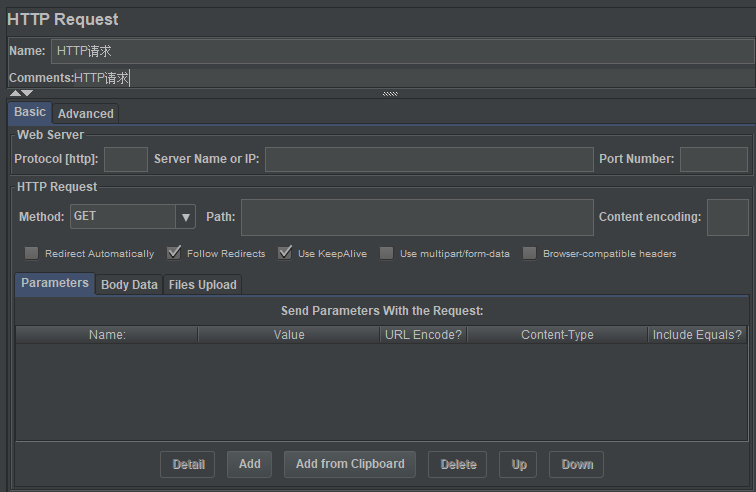 HTTP Request
Name: HTTP请求
Comments:HTTP请求
Basic Advanced
Web Server
Protocol [http]: Server Name or IP: Port Number:
HTTP Request
Method: GET Path: Content encoding:
Redirect Automatically Follow Redirects Use KeepAlive Use multipart/form-data Browser-compatible headers
Parameters Body Data Files Upload
Send Parameters With the Request:
Name: Value URL Encode? Content-Type Include Equals?
Detail Add Add from Clipboard Delete Up Down